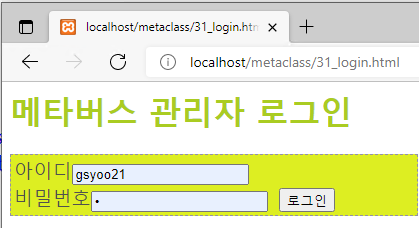 localhost/metaclass/31_login.htm
localhost/metaclass/31_login.html
메타버스 관리자 로그인
아이디 gsyoo21
비밀번호 • 로그인